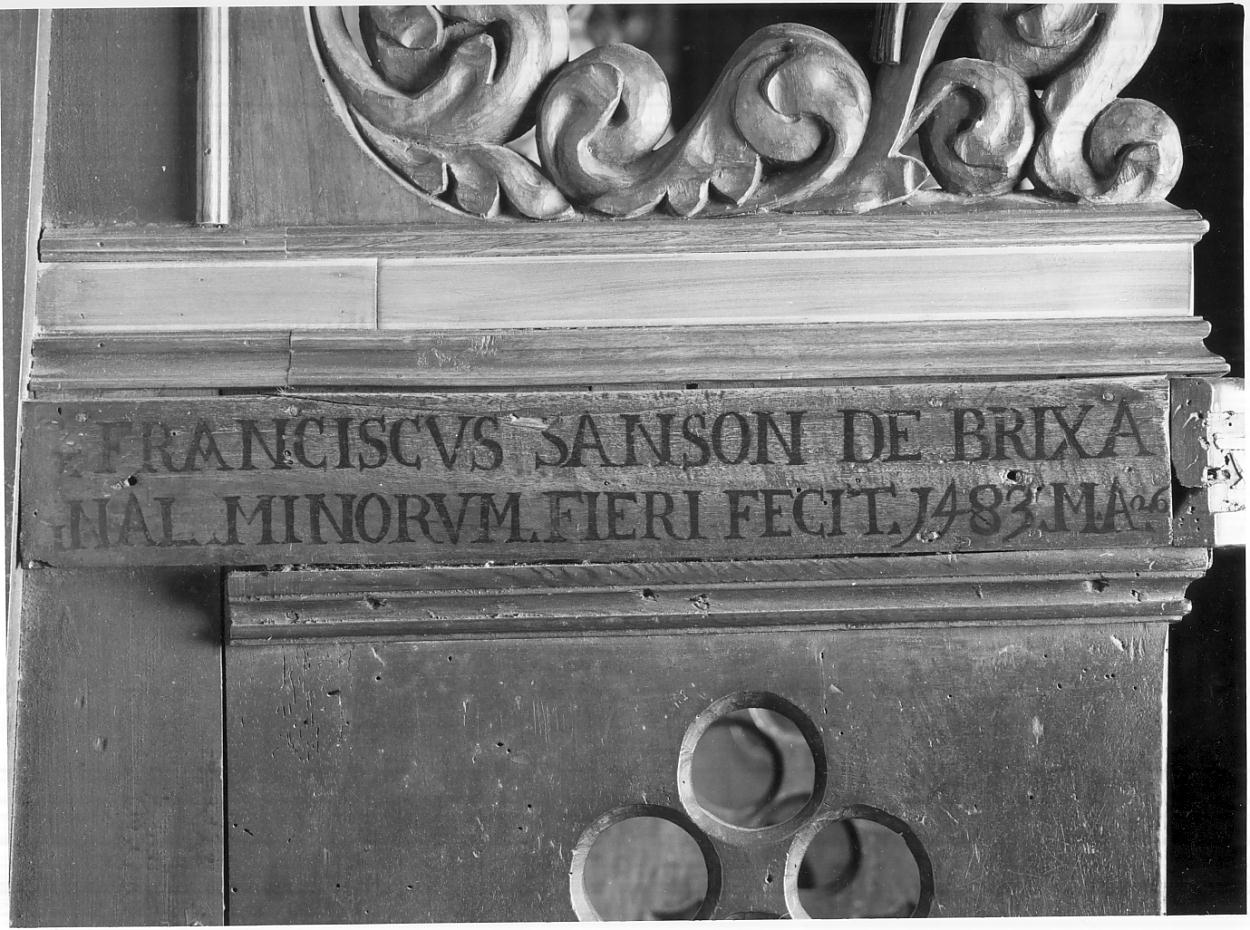 FRANCISCVS SANSON DE BRIXA
NAL. MINORVM. FIERI FECIT. 1483. MA